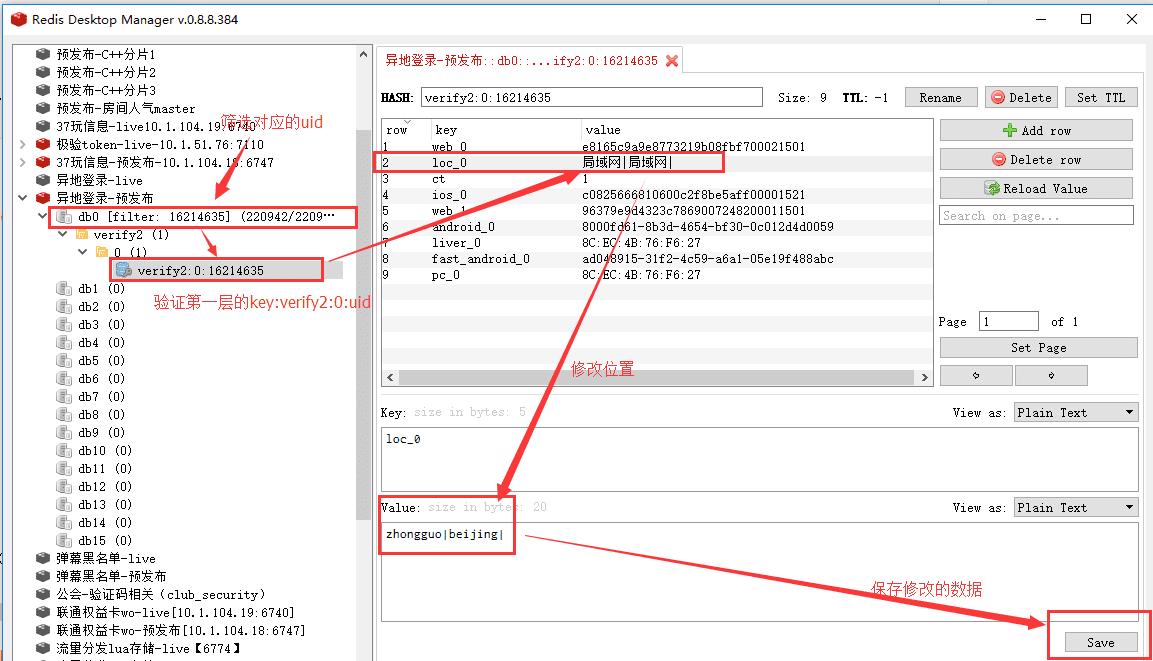 Redis Desktop Manager v.0.8.8.384
预发布-C++分片1
预发布-C++分片2
预发布-C++分片3
预发布-房间人气master
37玩信息-live10.1.104.19:6740
极验token-live10.1.51.76:7110
37玩信息-预发布-10.1.104.18:6747
异地登录-live
异地登录-预发布
db0 [filter: 16214635] (220942/2209…
verify2 (1)
0 (1)
verify2:0:16214635
db1 (0)
db2 (0)
db3 (0)
db4 (0)
db5 (0)
db6 (0)
db7 (0)
db8 (0)
db9 (0)
db10 (0)
db11 (0)
db12 (0)
db13 (0)
db14 (0)
db15 (0)
弹幕黑名单-live
弹幕黑名单-预发布
公会-验证码相关（club_security）
联通权益卡wo-live[10.1.104.19:6740]
联通权益卡wo-预发布[10.1.104.18:6747]
流量分发lua存储-live【6774】
筛选对应的uid
验证第一层的key:verify2:0:uid
异地登录-预发布::db0::...ify2:0:16214635
HASH: verify2:0:16214635 Size: 9 TTL: -1 Rename Delete Set TTL
row key value
1 web_0 e8165c9a9e8773219b08fbf700021501
2 loc_0 局域网|局域网|
3 ct 1
4 ios_0 c0825666810600c2f8be5aff00001521
5 web_1 96379e9d4323c7869007248200011501
6 android_0 8000fd61-8b3d-4654-bf30-0c012d4d0059
7 liver_0 8C:EC:4B:76:F6:27
8 fast_android_0 ad048915-31f2-4c59-a6a1-05e19f488abc
9 pc_0 8C:EC:4B:76:F6:27
Add row
Delete row
Reload Value
Search on page...
Page 1 of 1
Set Page
修改位置
Key: size in bytes: 5 View as: Plain Text
loc_0
Value: size in bytes: 20 View as: Plain Text
zhongguo|beijing|
保存修改的数据
Save